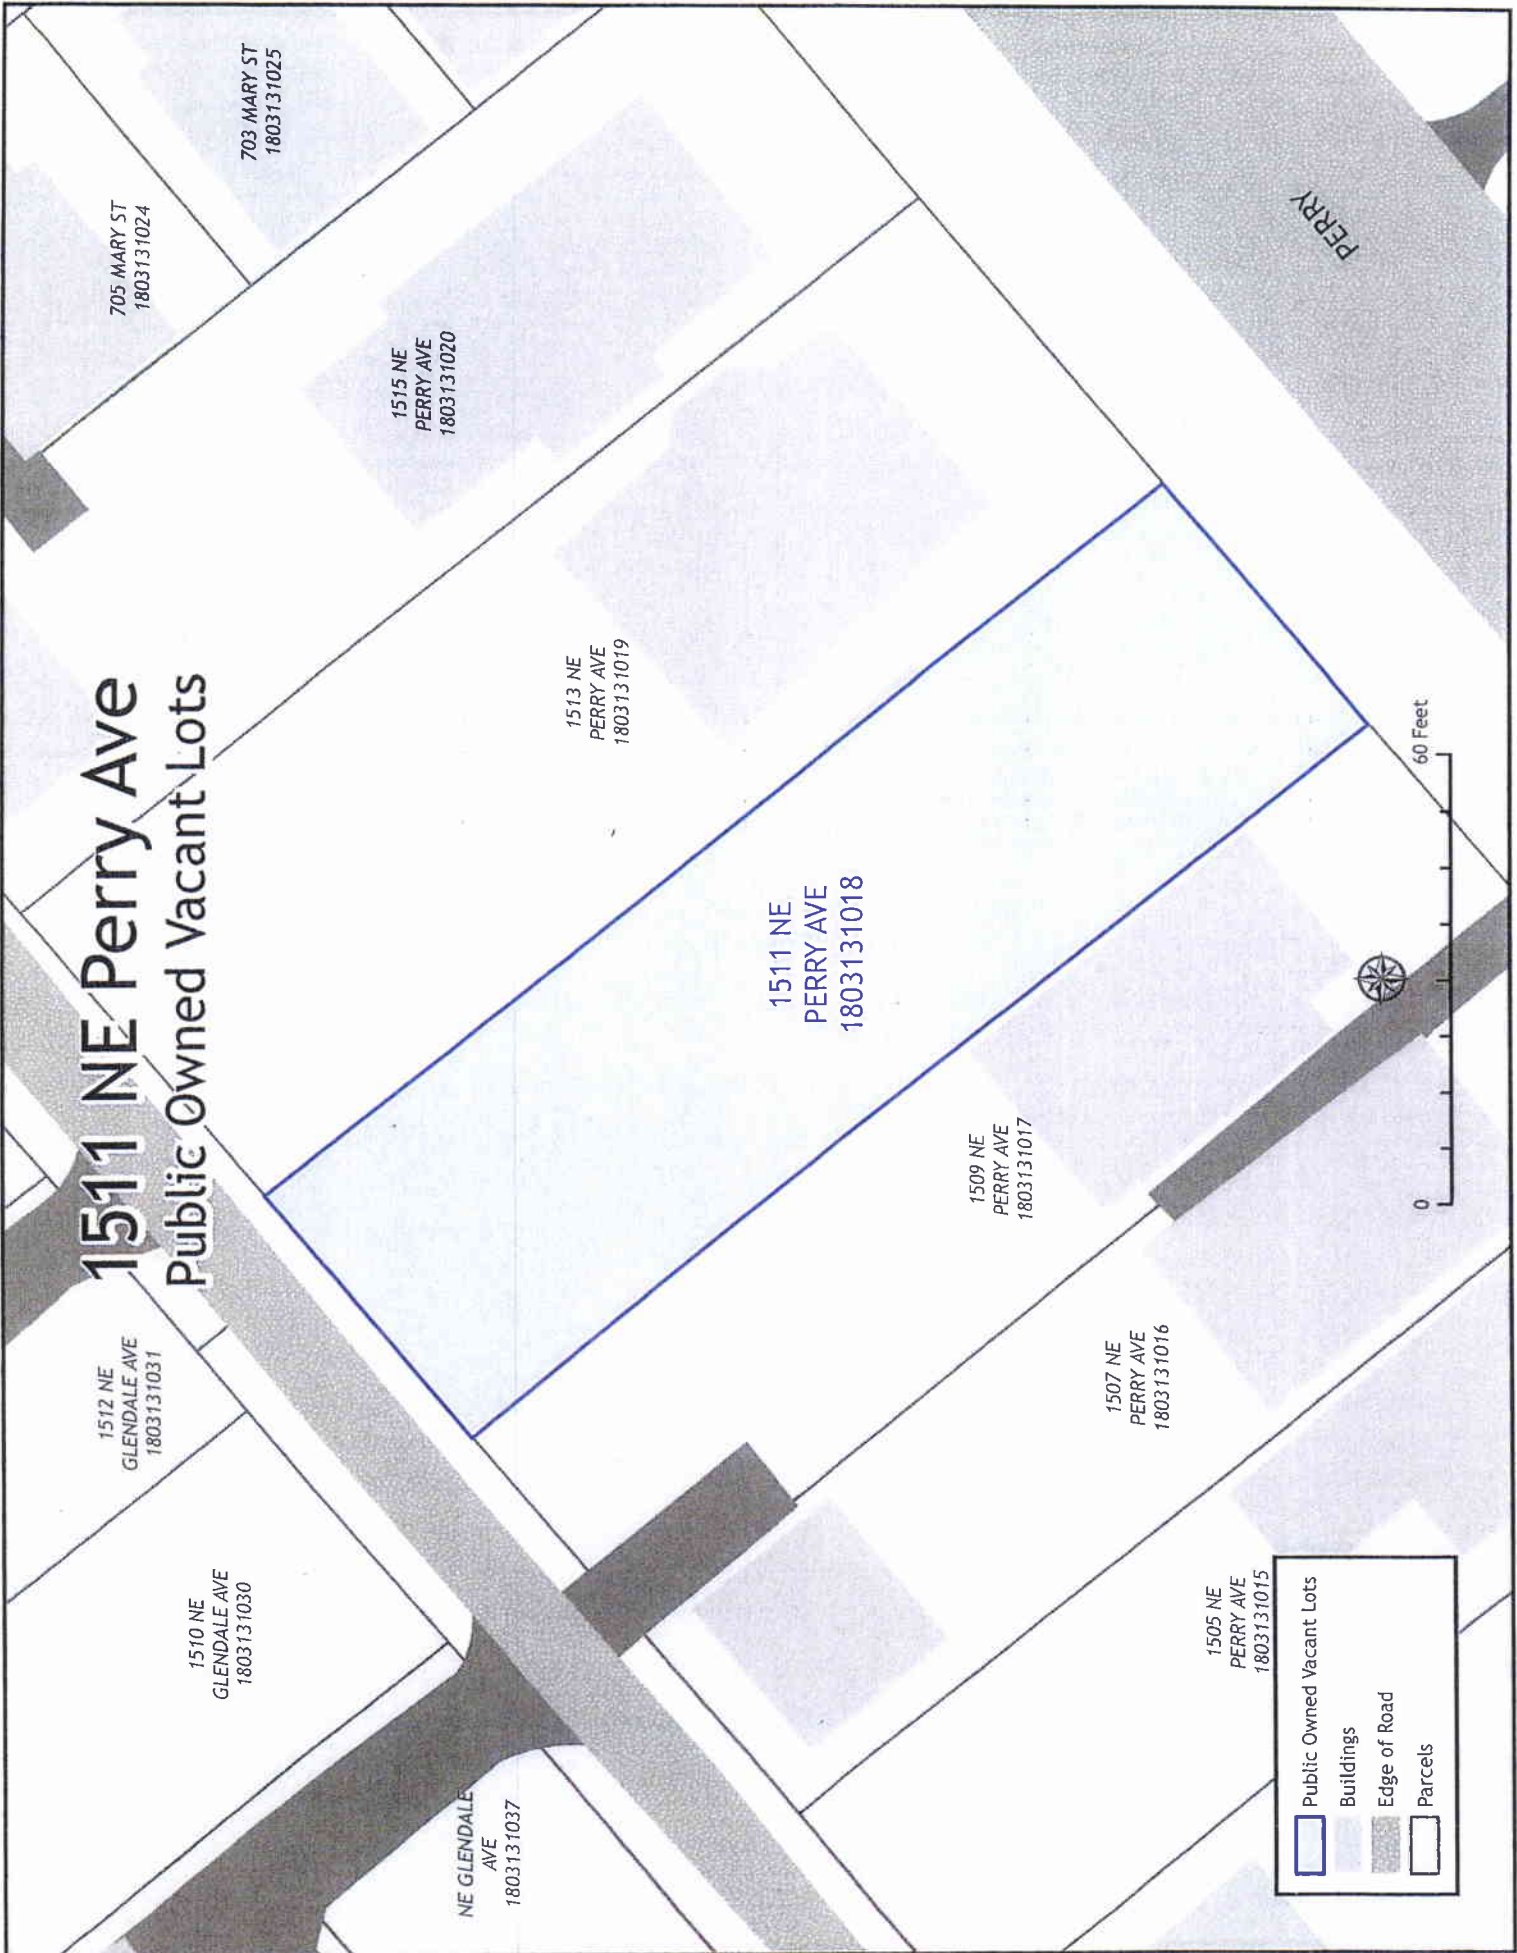 1511 NE Perry Ave
Public Owned Vacant Lots
703 MARY ST
1803131025
705 MARY ST
1803131024
1515 NE
PERRY AVE
1803131020
1513 NE
PERRY AVE
1803131019
PERRY
1511 NE
PERRY AVE
1803131018
1512 NE
GLENDALE AVE
1803131031
1509 NE
PERRY AVE
1803131017
1510 NE
GLENDALE AVE
1803131030
1507 NE
PERRY AVE
1803131016
NE GLENDALE
AVE
1803131037
1505 NE
PERRY AVE
1803131015
0
60 Feet
Public Owned Vacant Lots
Buildings
Edge of Road
Parcels